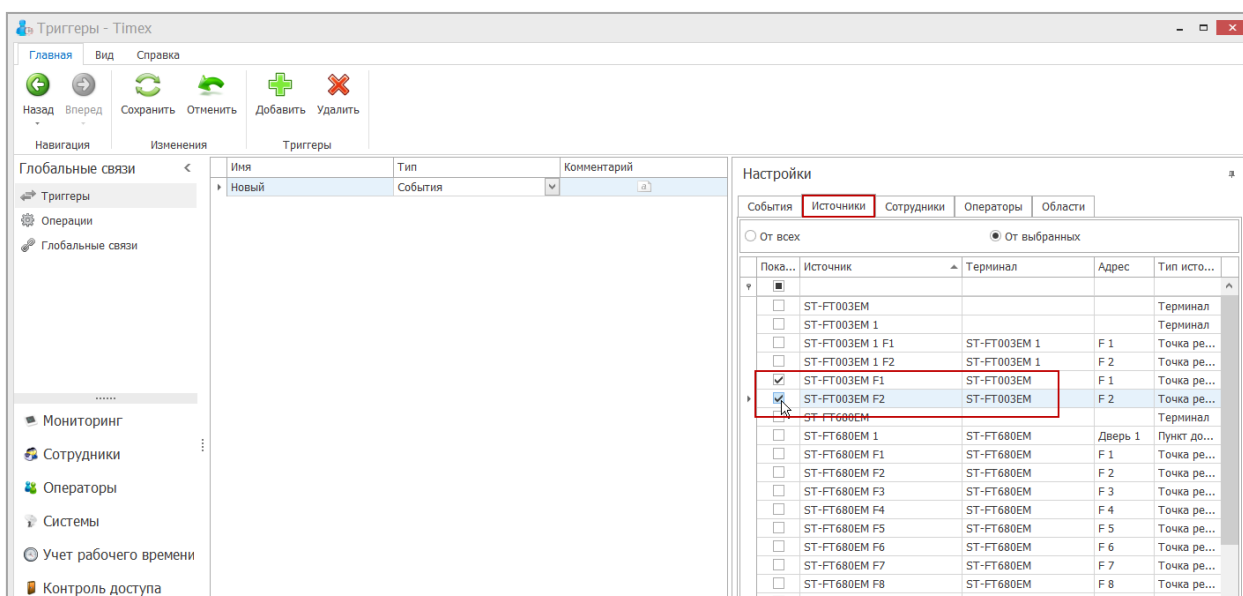 Триггеры - Timex
Главная Вид Справка
Назад Вперед Сохранить Отменить Добавить Удалить
Навигация Изменения Триггеры
Глобальные связи
Триггеры
Операции
Глобальные связи
Мониторинг
Сотрудники
Операторы
Системы
Учет рабочего времени
Контроль доступа
Имя Тип Комментарий
Новый События a
Настройки
События Источники Сотрудники Операторы Области
От всех От выбранных
Пока... Источник Терминал Адрес Тип исто...
ST-FT003EM Терминал
ST-FT003EM 1 Терминал
ST-FT003EM 1 F1 ST-FT003EM 1 F 1 Точка ре...
ST-FT003EM 1 F2 ST-FT003EM 1 F 2 Точка ре...
ST-FT003EM F1 ST-FT003EM F 1 Точка ре...
ST-FT003EM F2 ST-FT003EM F 2 Точка ре...
ST-FT680EM Терминал
ST-FT680EM 1 ST-FT680EM Дверь 1 Пункт до...
ST-FT680EM F1 ST-FT680EM F 1 Точка ре...
ST-FT680EM F2 ST-FT680EM F 2 Точка ре...
ST-FT680EM F3 ST-FT680EM F 3 Точка ре...
ST-FT680EM F4 ST-FT680EM F 4 Точка ре...
ST-FT680EM F5 ST-FT680EM F 5 Точка ре...
ST-FT680EM F6 ST-FT680EM F 6 Точка ре...
ST-FT680EM F7 ST-FT680EM F 7 Точка ре...
ST-FT680EM F8 ST-FT680EM F 8 Точка ре...